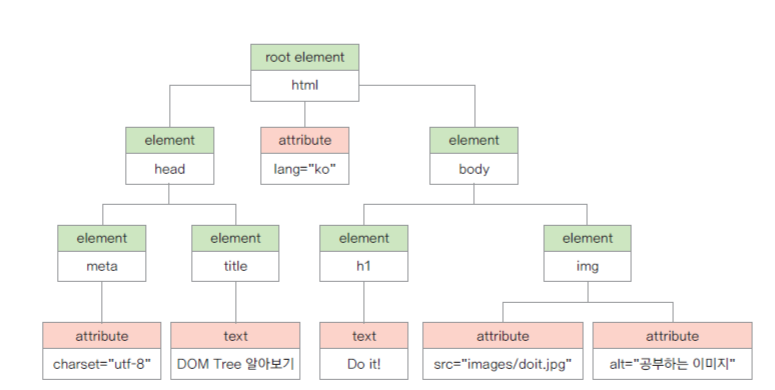 root element
html
element
attribute
element
head
lang="ko"
body
element
element
element
element
meta
title
h1
img
attribute
text
text
attribute
attribute
charset="utf-8"
DOM Tree 알아보기
Do it!
src="images/doit.jpg"
alt="공부하는 이미지"